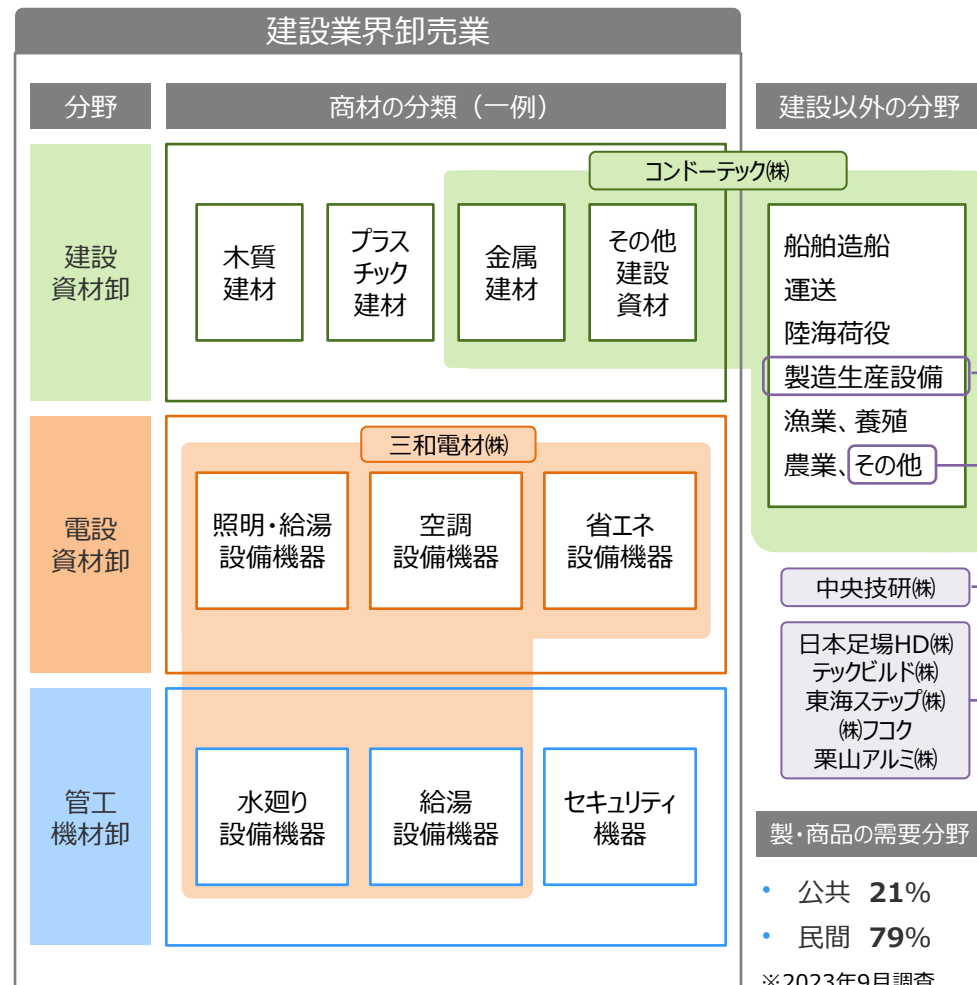 建設業界卸売業
分野
商材の分類（一例）
建設以外の分野
コンドーテック㈱
建設
資材卸
木質
建材
プラス
チック
建材
金属
建材
その他
建設
資材
船舶造船
運送
陸海荷役
製造生産設備
漁業、養殖
農業、その他
三和電材㈱
電設
資材卸
照明・給湯
設備機器
空調
設備機器
省エネ
設備機器
中央技研㈱
日本足場HD㈱
テックビルド㈱
東海ステップ㈱
㈱フコク
栗山アルミ㈱
管工
機材卸
水廻り
設備機器
給湯
設備機器
セキュリティ
機器
製・商品の需要分野
• 公共 21%
• 民間 79%
※2023年9月調査